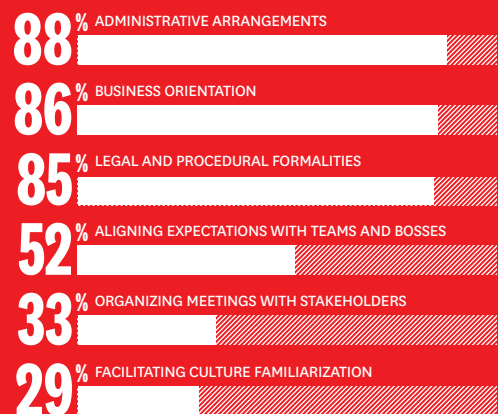 88% ADMINISTRATIVE ARRANGEMENTS
86% BUSINESS ORIENTATION
85% LEGAL AND PROCEDURAL FORMALITIES
52% ALIGNING EXPECTATIONS WITH TEAMS AND BOSSES
33% ORGANIZING MEETINGS WITH STAKEHOLDERS
29% FACILITATING CULTURE FAMILIARIZATION